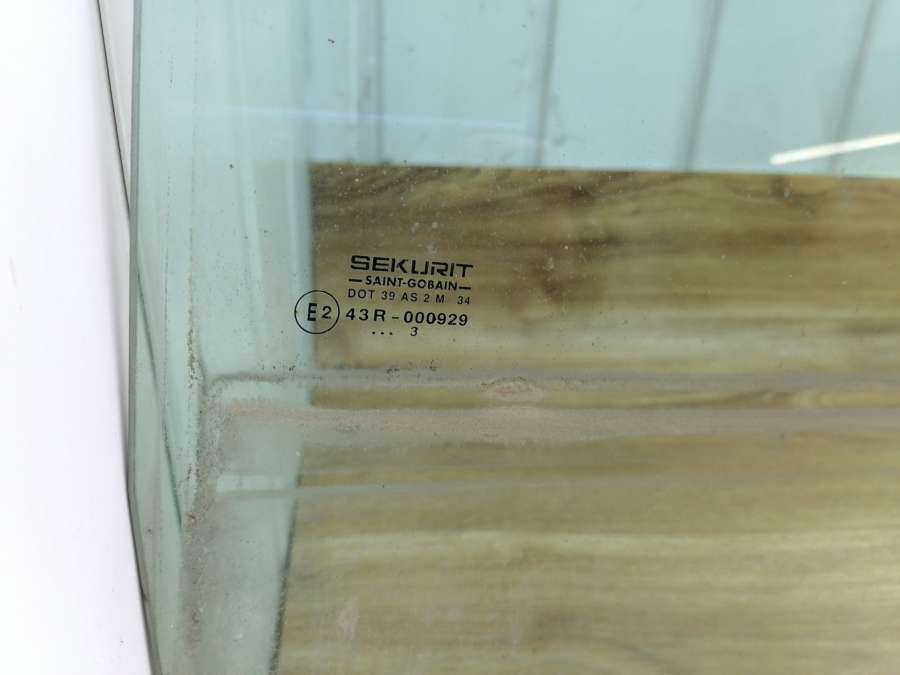 SEKURIT
SAINT-GOBAIN
DOT 39 AS 2 M 34
E2 43R-000929
... 3